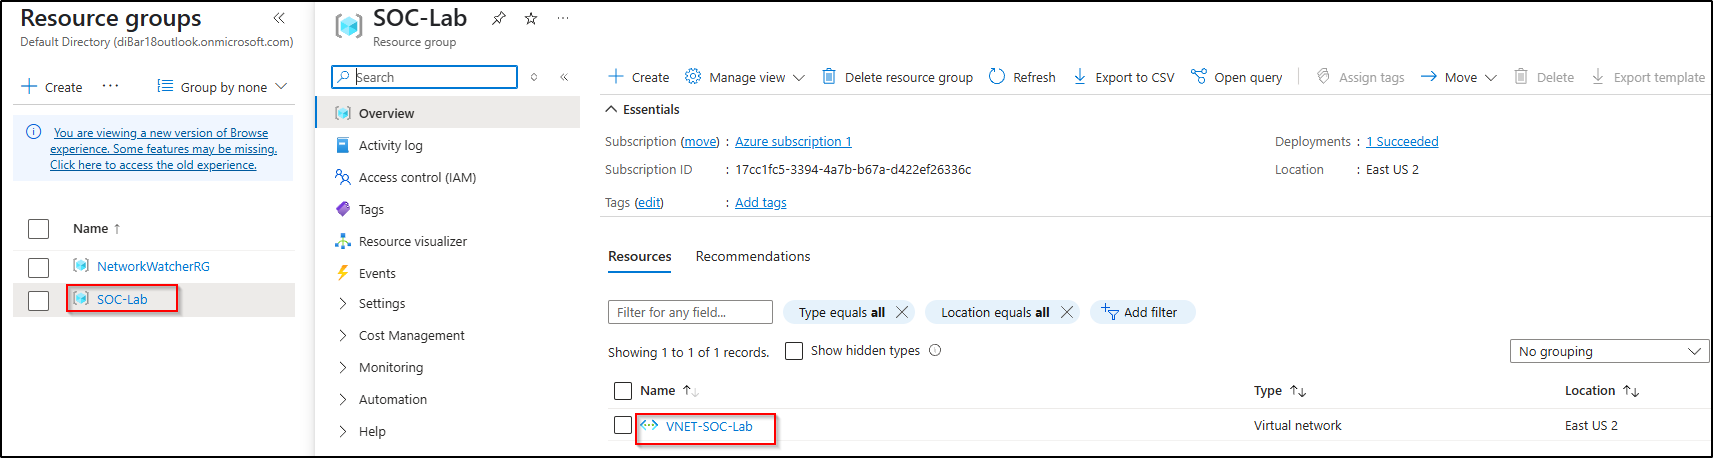 Resource groups
Default Directory (diBar18outlook.onmicrosoft.com)
Create
Group by none
You are viewing a new version of Browse
experience. Some features may be missing.
Click here to access the old experience.
Name
NetworkWatcherRG
SOC-Lab
SOC-Lab
Resource group
Search
Overview
Activity log
Access control (IAM)
Tags
Resource visualizer
Events
Settings
Cost Management
Monitoring
Automation
Help
Create Manage view Delete resource group Refresh Export to CSV Open query Assign tags Move Delete Export template
Essentials
Subscription (move) : Azure subscription 1
Subscription ID : 17cc1fc5-3394-4a7b-b67a-d422ef26336c
Tags (edit) : Add tags
Deployments : 1 Succeeded
Location : East US 2
Resources Recommendations
Filter for any field... Type equals all Location equals all Add filter
Showing 1 to 1 of 1 records. Show hidden types No grouping
Name Type Location
VNET-SOC-Lab Virtual network East US 2